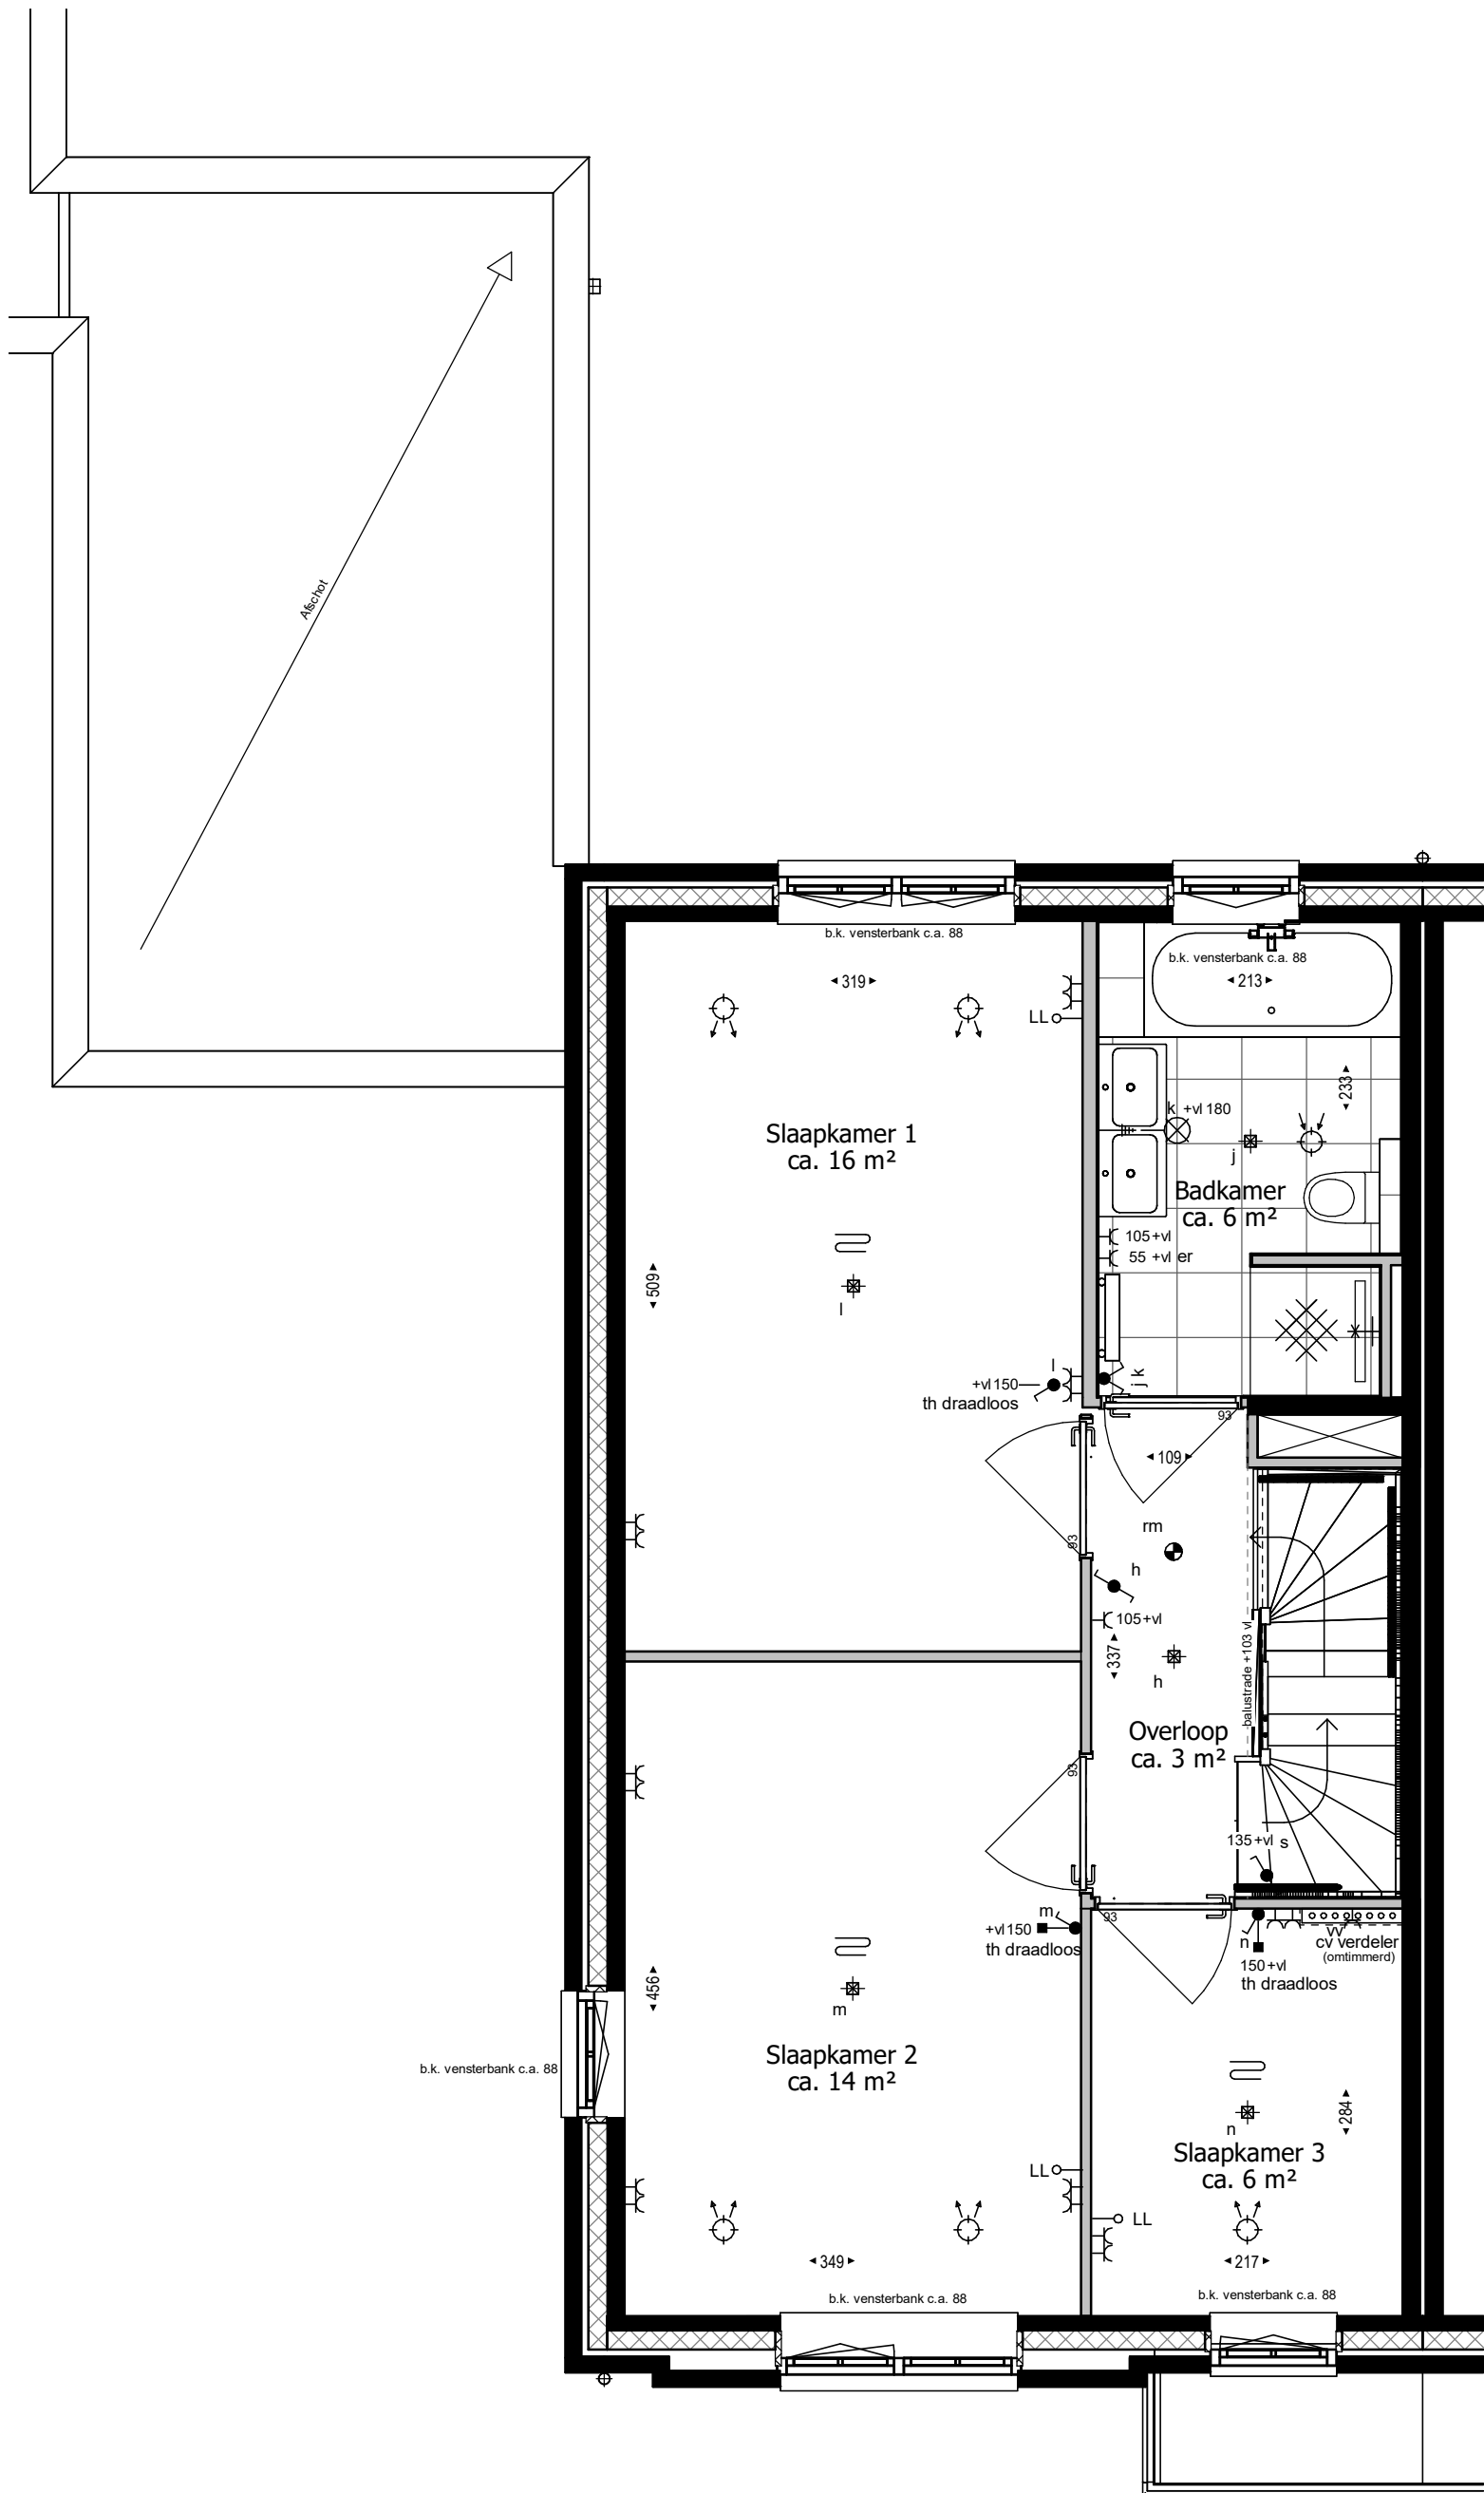 Afschot
b.k. vensterbank c.a. 88
b.k. vensterbank c.a. 88
319
213
LL
233
k +vl 180
Slaapkamer 1
ca. 16 m²
j
Badkamer
ca. 6 m²
105+vl
55 +vl er
509
l
l
+vl 150
th draadloos
j k
93
109
rm
93
h
105+vl
337
h
balustrade +103 vl
Overloop
ca. 3 m²
93
135+vl s
m
93
+vl 150
th draadloos
n
vv
cv verdeler
(omtimmerd)
150+vl
th draadloos
456
m
Slaapkamer 2
ca. 14 m²
b.k. vensterbank c.a. 88
284
n
Slaapkamer 3
ca. 6 m²
LL
LL
349
217
b.k. vensterbank c.a. 88
b.k. vensterbank c.a. 88